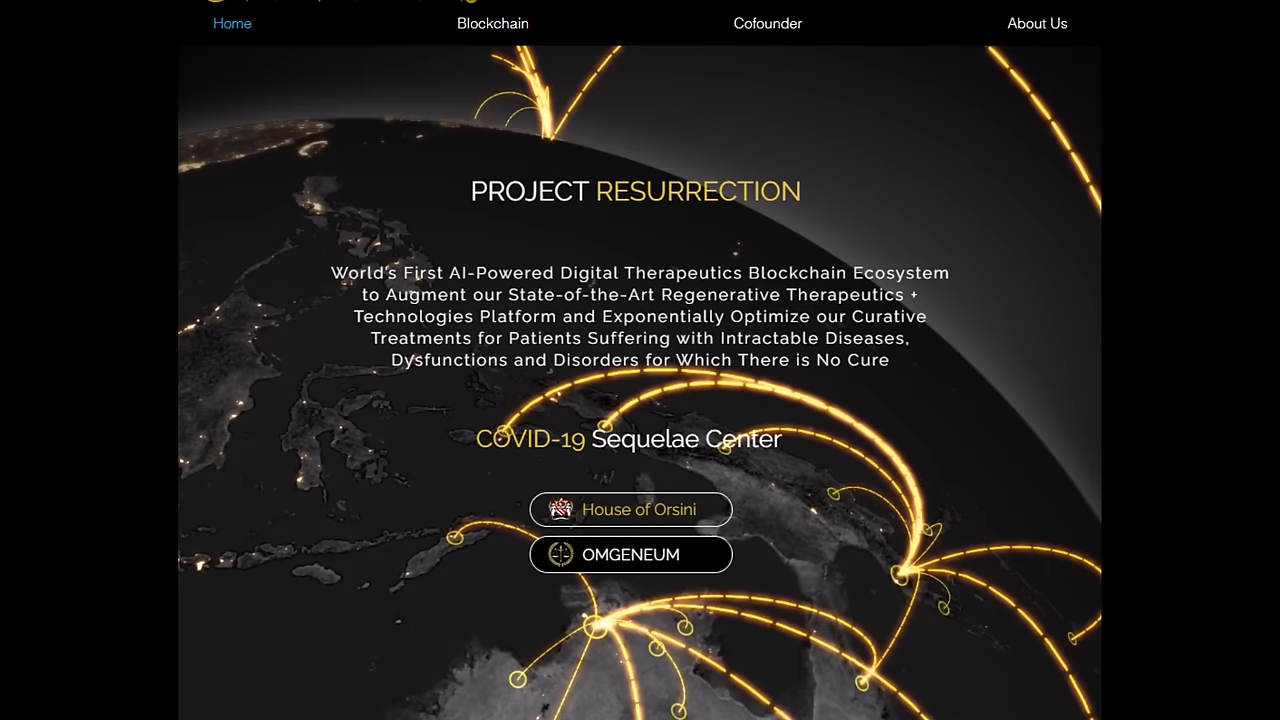 Home Blockchain Cofounder About Us
PROJECT RESURRECTION
World's First AI-Powered Digital Therapeutics Blockchain Ecosystem
to Augment our State-of-the-Art Regenerative Therapeutics +
Technologies Platform and Exponentially Optimize our Curative
Treatments for Patients Suffering with Intractable Diseases,
Dysfunctions and Disorders for Which There is No Cure
COVID-19 Sequelae Center
House of Orsini
OMGENEUM